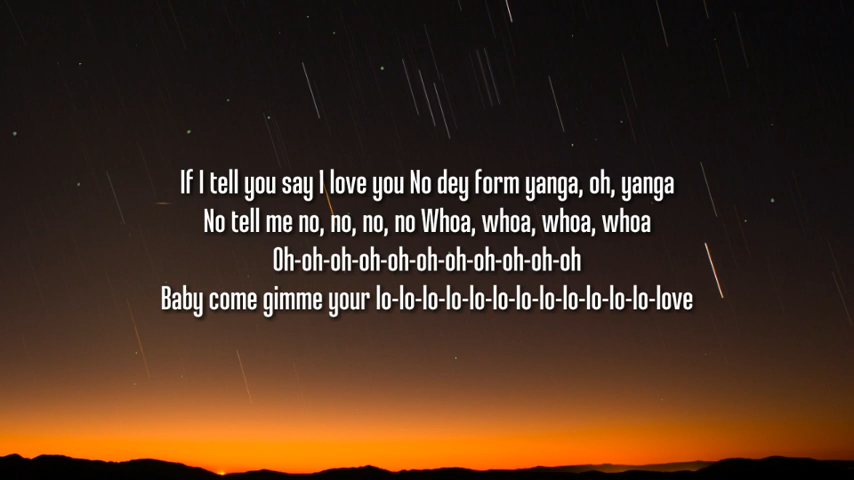 If I tell you say I love you No dey form yanga, oh, yanga
No tell me no, no, no, no Whoa, whoa, whoa, whoa
Oh-oh-oh-oh-oh-oh-oh-oh-oh-oh-oh
Baby come gimme your lo-lo-lo-lo-lo-lo-lo-lo-lo-lo-lo-lo-love